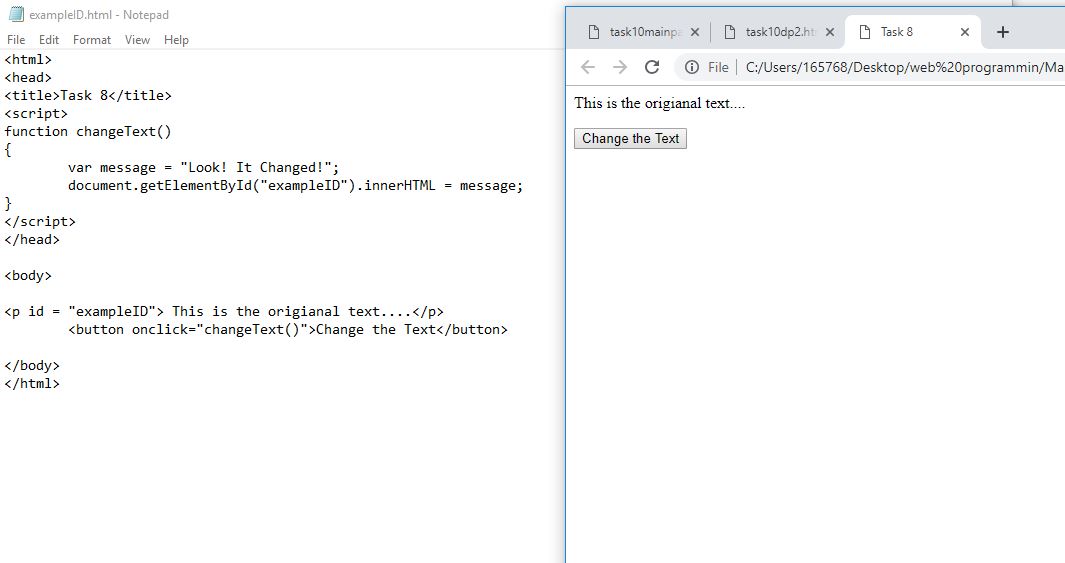 exampleID.html - Notepad
File Edit Format View Help
<html>
<head>
<title>Task 8</title>
<script>
function changeText()
{
var message = "Look! It Changed!";
document.getElementById("exampleID").innerHTML = message;
}
</script>
</head>
<body>
<p id = "exampleID"> This is the origianal text....</p>
<button onclick="changeText()">Change the Text</button>
</body>
</html>
task10mainpa task10dp2.ht Task 8
File C:/Users/165768/Desktop/web%20programmin/Ma
This is the origianal text....
Change the Text